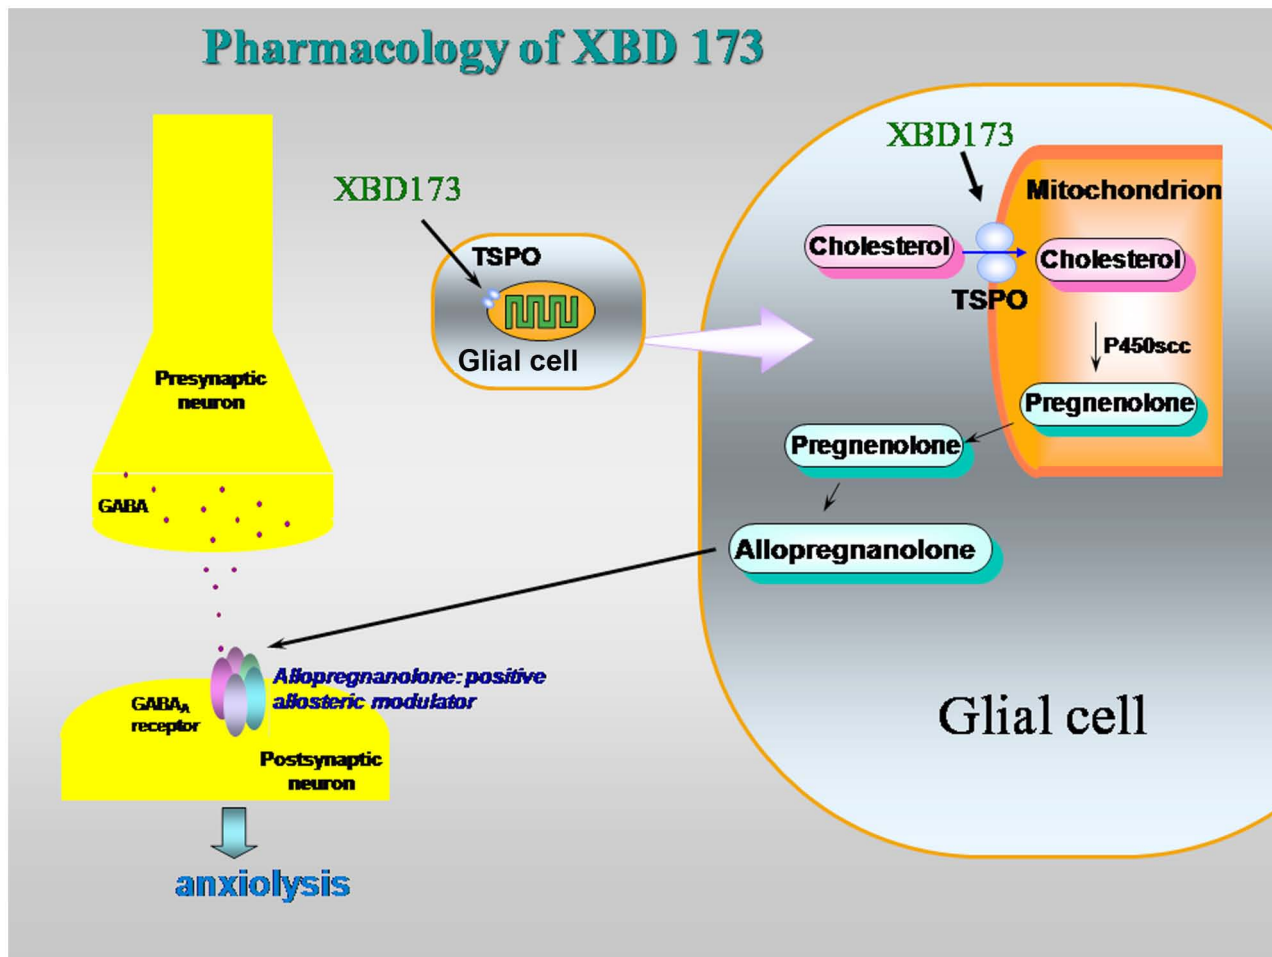 Pharmacology of XBD 173
XBD173
TSPO
Glial cell
Presynaptic
neuron
GABA
GABAA
receptor
Allopregnanolone: positive
allosteric modulator
Postsynaptic
neuron
anxiolysis
XBD173
Mitochondrion
Cholesterol
Cholesterol
TSPO
P450scc
Pregnenolone
Pregnenolone
Allopregnanolone
Glial cell